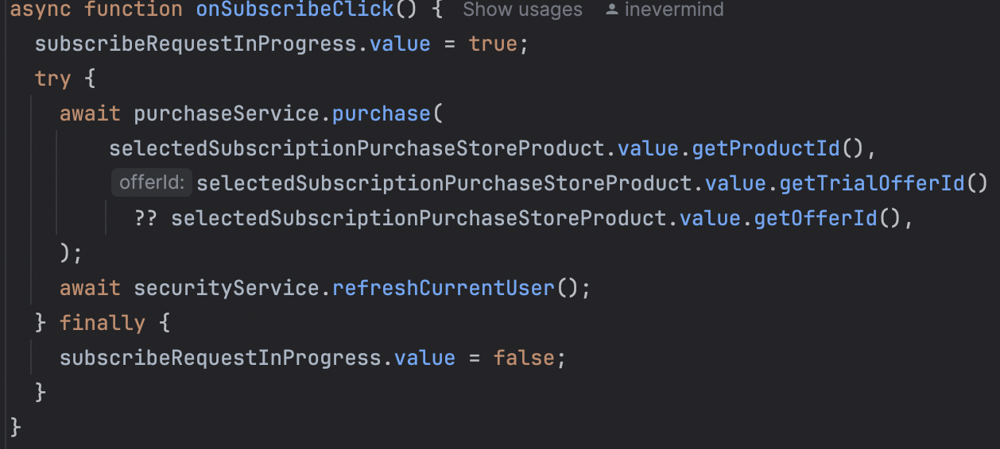 async function onSubscribeClick() { Show usages inevermind
subscribeRequestInProgress.value = true;
try {
await purchaseService.purchase(
selectedSubscriptionPurchaseStoreProduct.value.getProductId(),
offerId: selectedSubscriptionPurchaseStoreProduct.value.getTrialOfferId()
?? selectedSubscriptionPurchaseStoreProduct.value.getOfferId(),
);
await securityService.refreshCurrentUser();
} finally {
subscribeRequestInProgress.value = false;
}
}